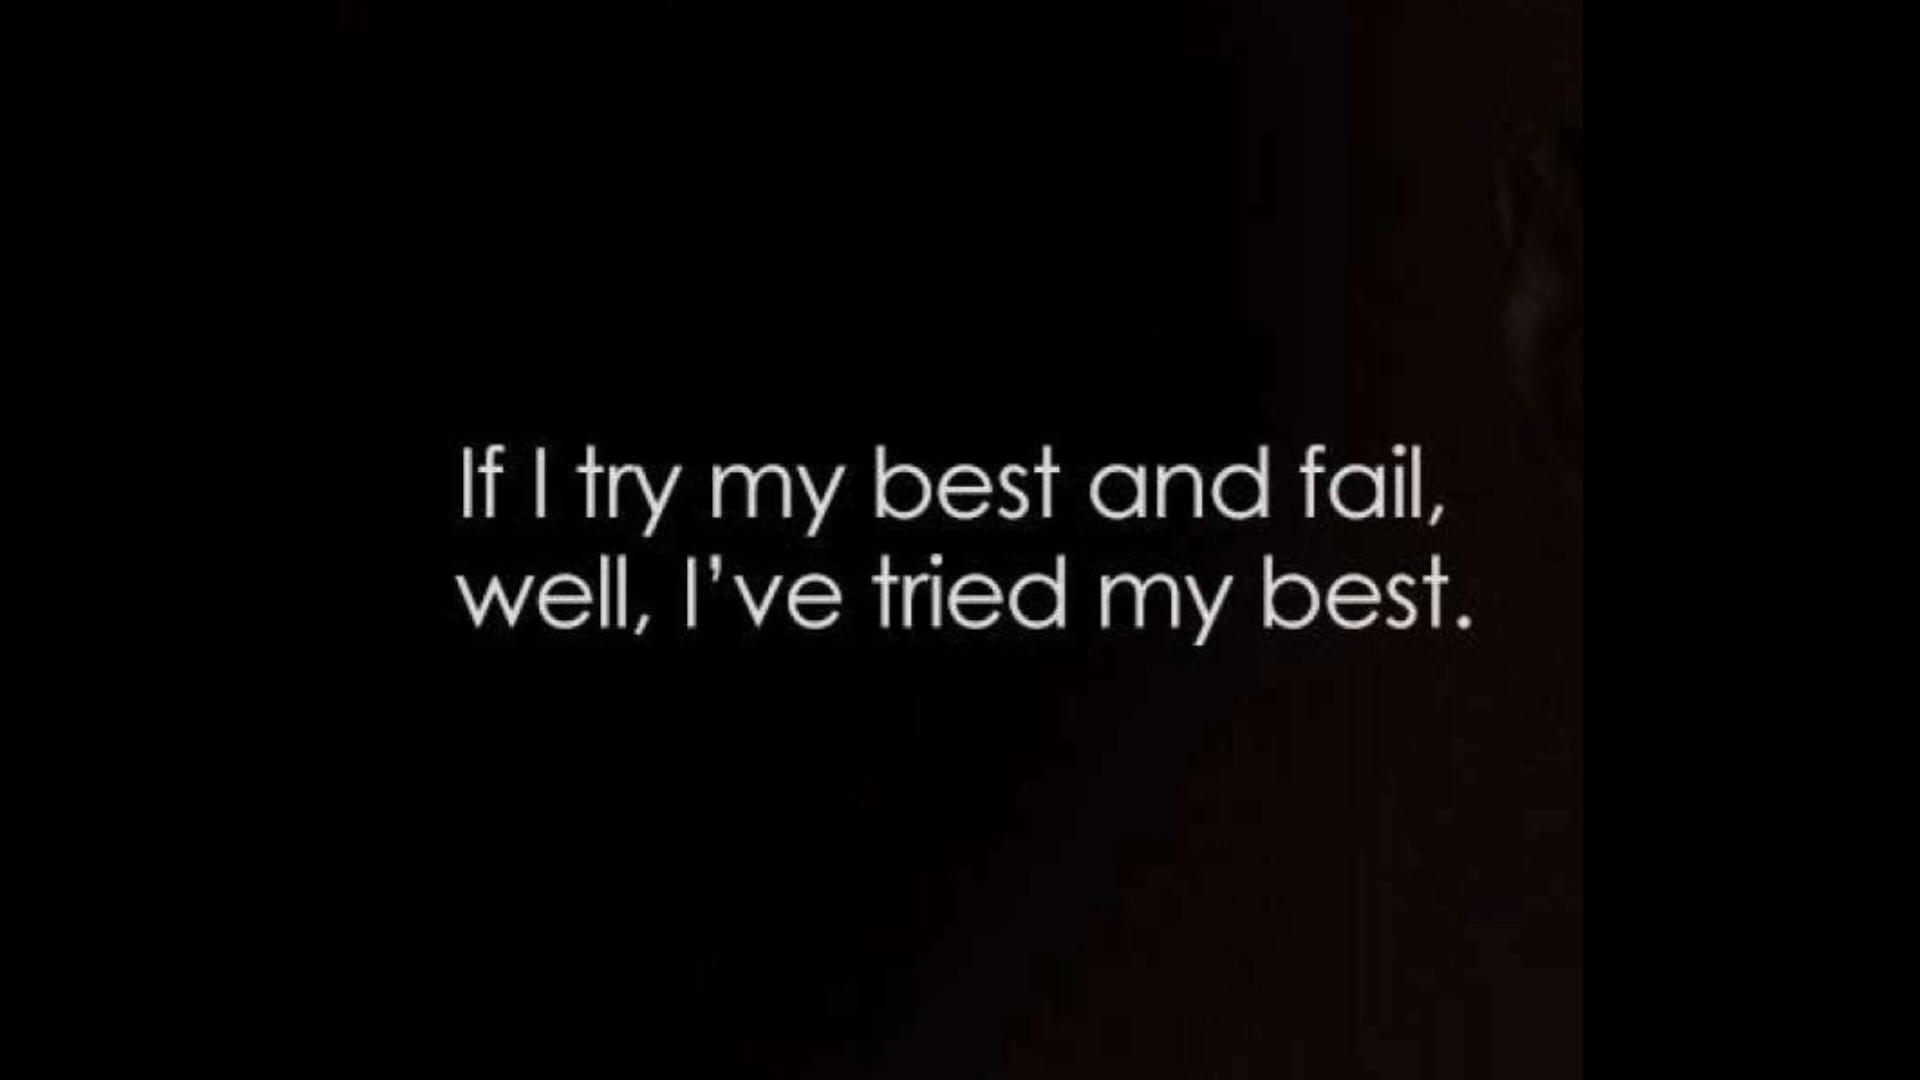 If I try my best and fail,
well, I’ve tried my best.